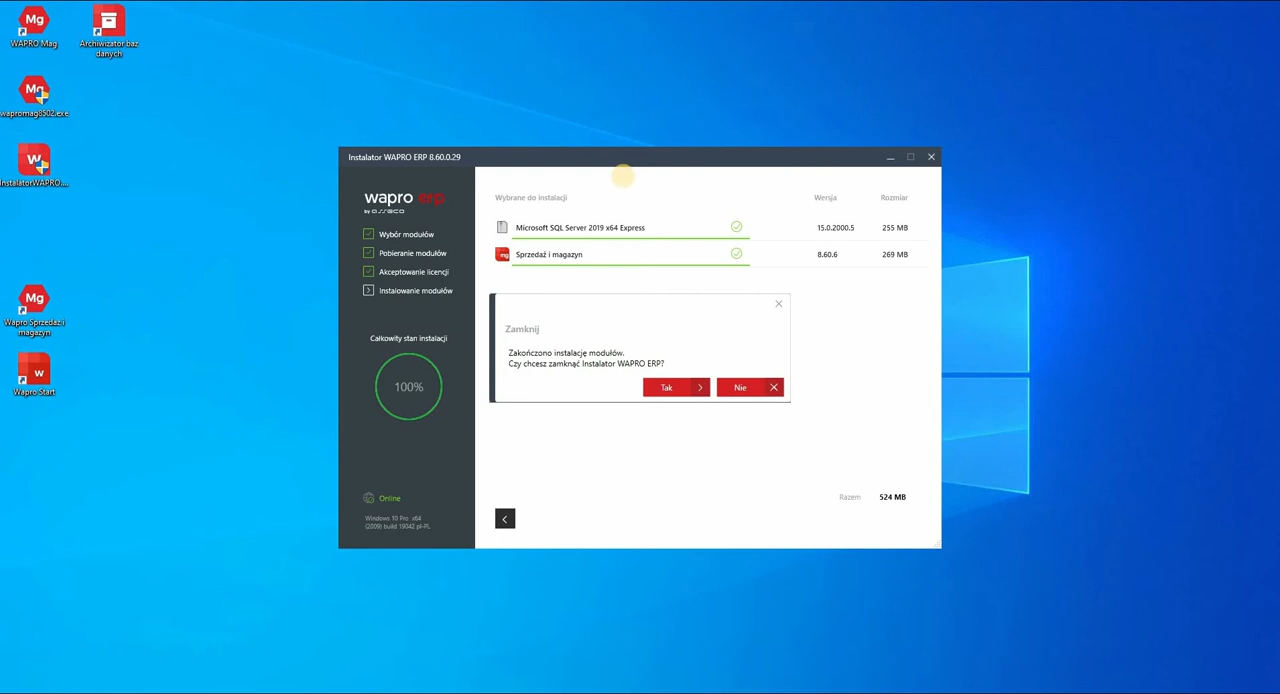 WAPRO Mag
Archiwizator baz
danych
wapromag8502.exe
InstalatorWAPRO....
Wapro Sprzedaż i
magazyn
Wapro Start
Instalator WAPRO ERP 8.60.0.29
wapro erp
by asseco
Wybór modułów
Pobieranie modułów
Akceptowanie licencji
Instalowanie modułów
Całkowity stan instalacji
100%
Online
Windows 10 Pro x64
(2009) build 19042 pl-PL
Wybrane do instalacji
Wersja
Rozmiar
Microsoft SQL Server 2019 x64 Express
15.0.2000.5
255 MB
Sprzedaż i magazyn
8.60.6
269 MB
Zamknij
Zakończono instalację modułów.
Czy chcesz zamknąć Instalator WAPRO ERP?
Tak
Nie
Razem
524 MB